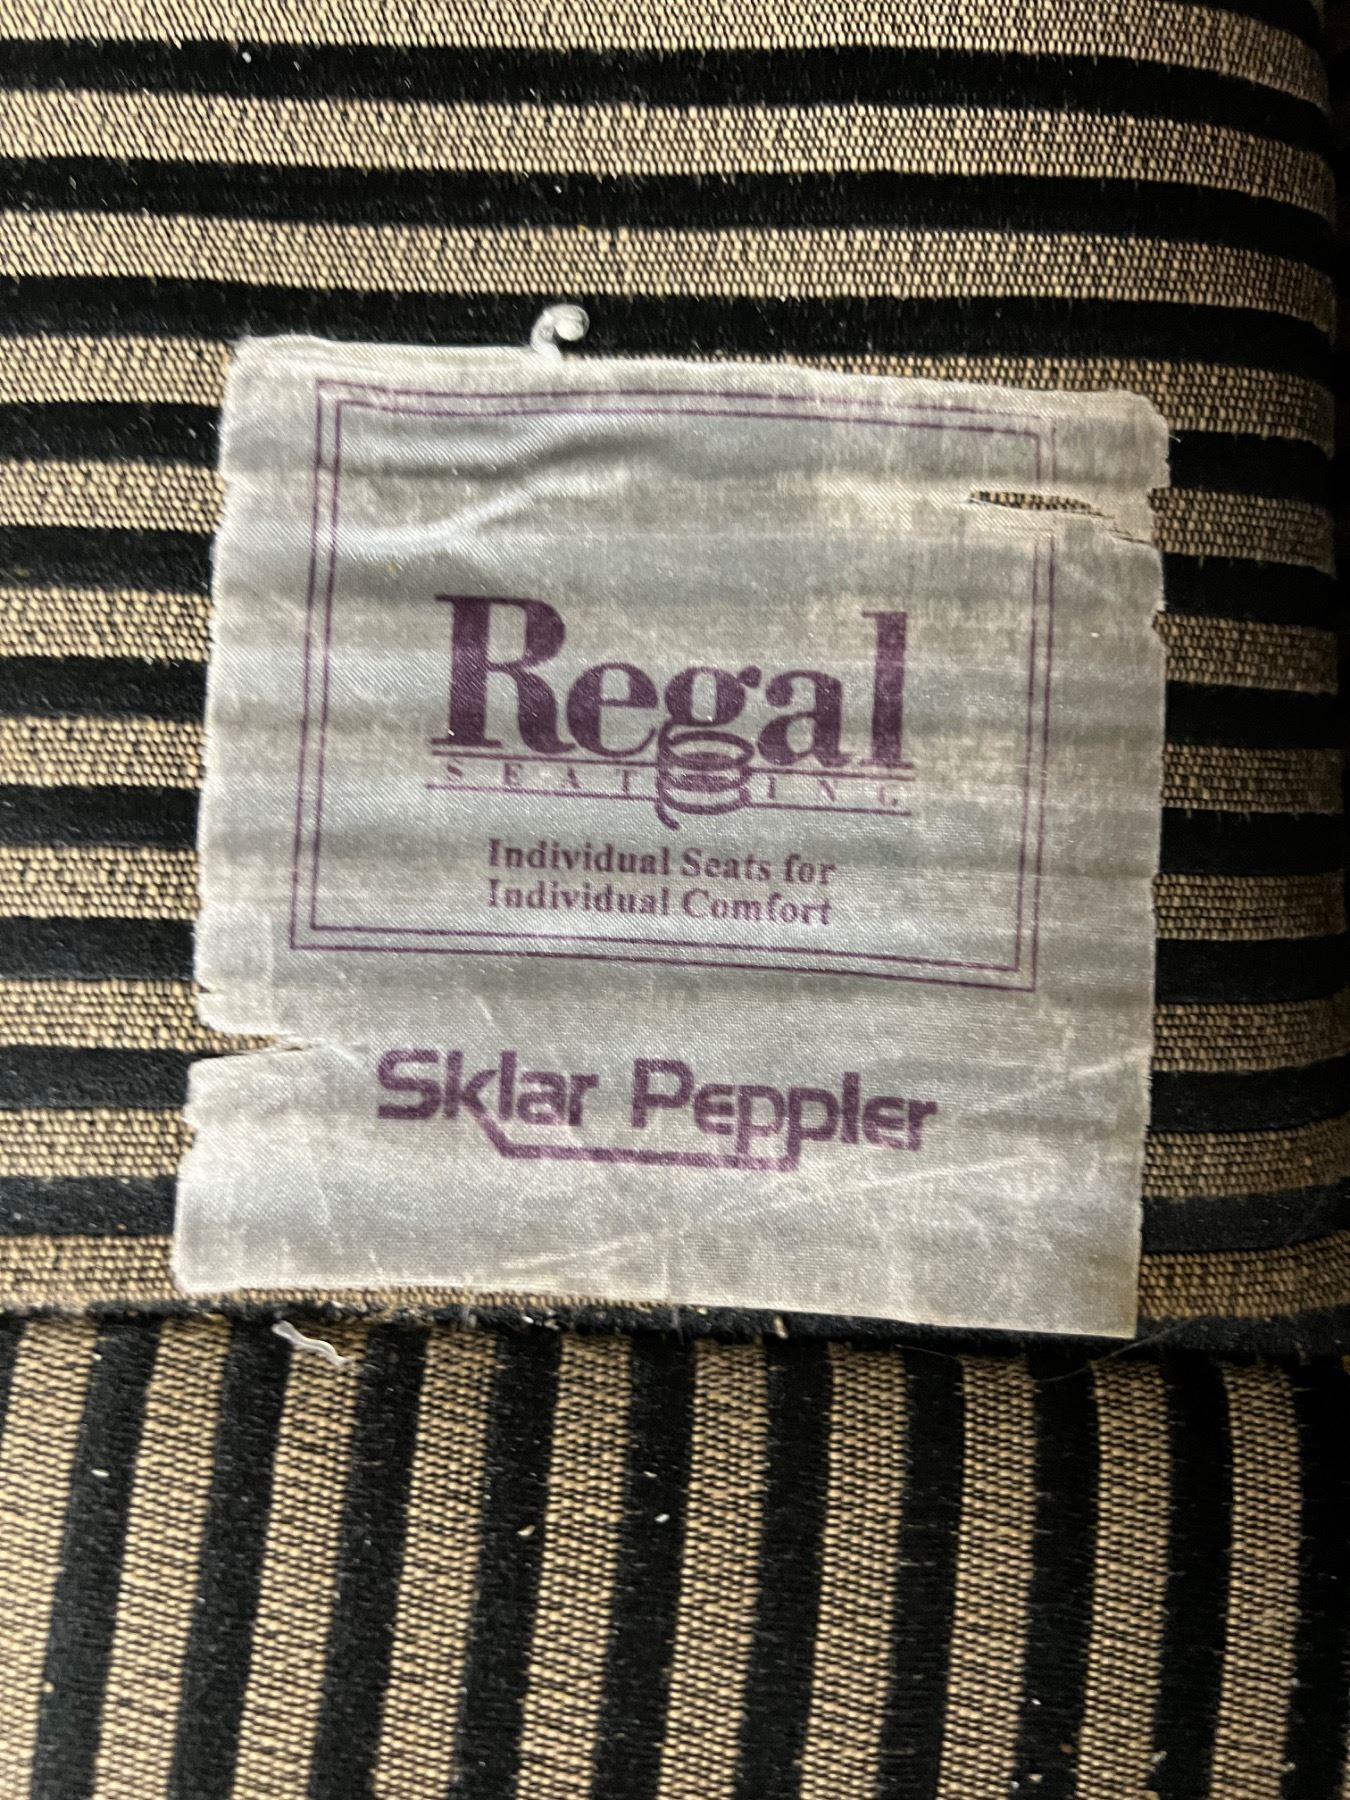 Regal
SEATING
Individual Seats for
Individual Comfort
Sklar Peppler